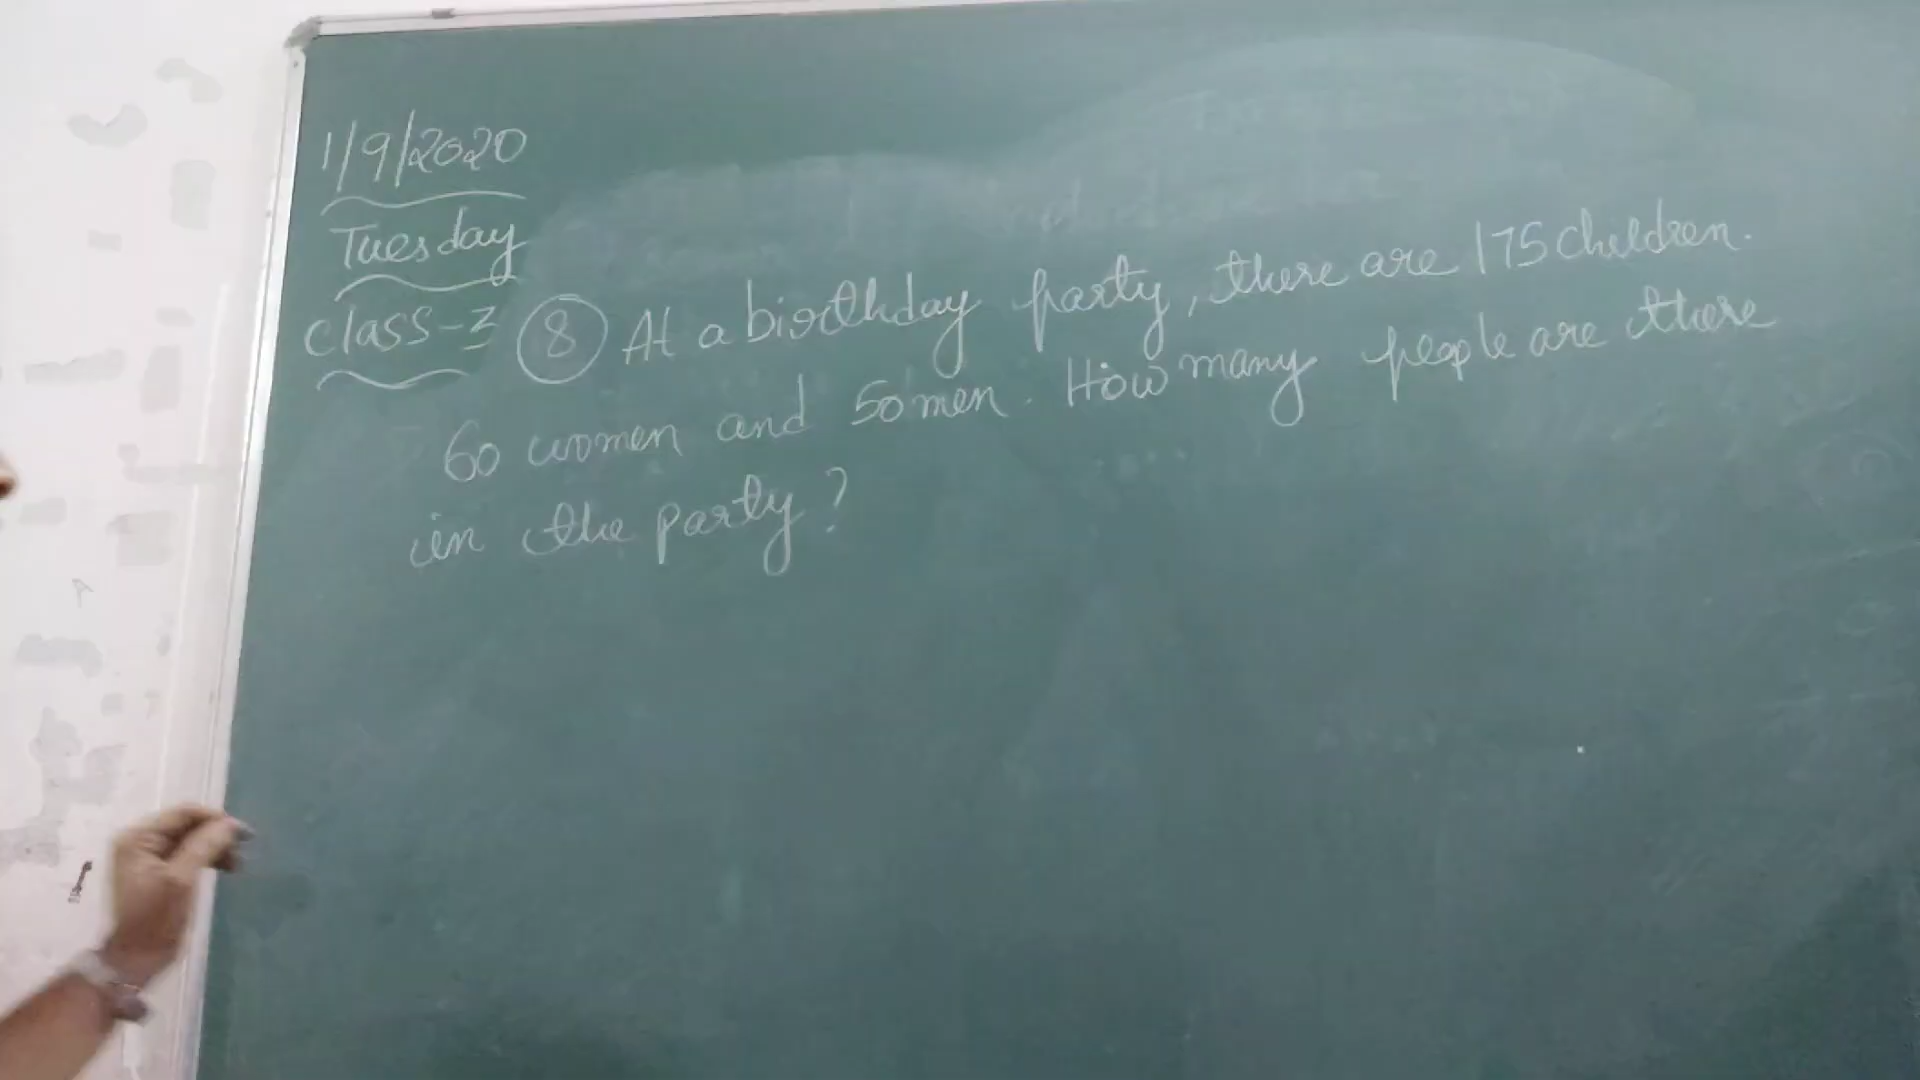 1/9/2020
Tuesday
Class-3
8 At a birthday party, there are 175 children.
60 women and 50 men. How many people are there
in the party?